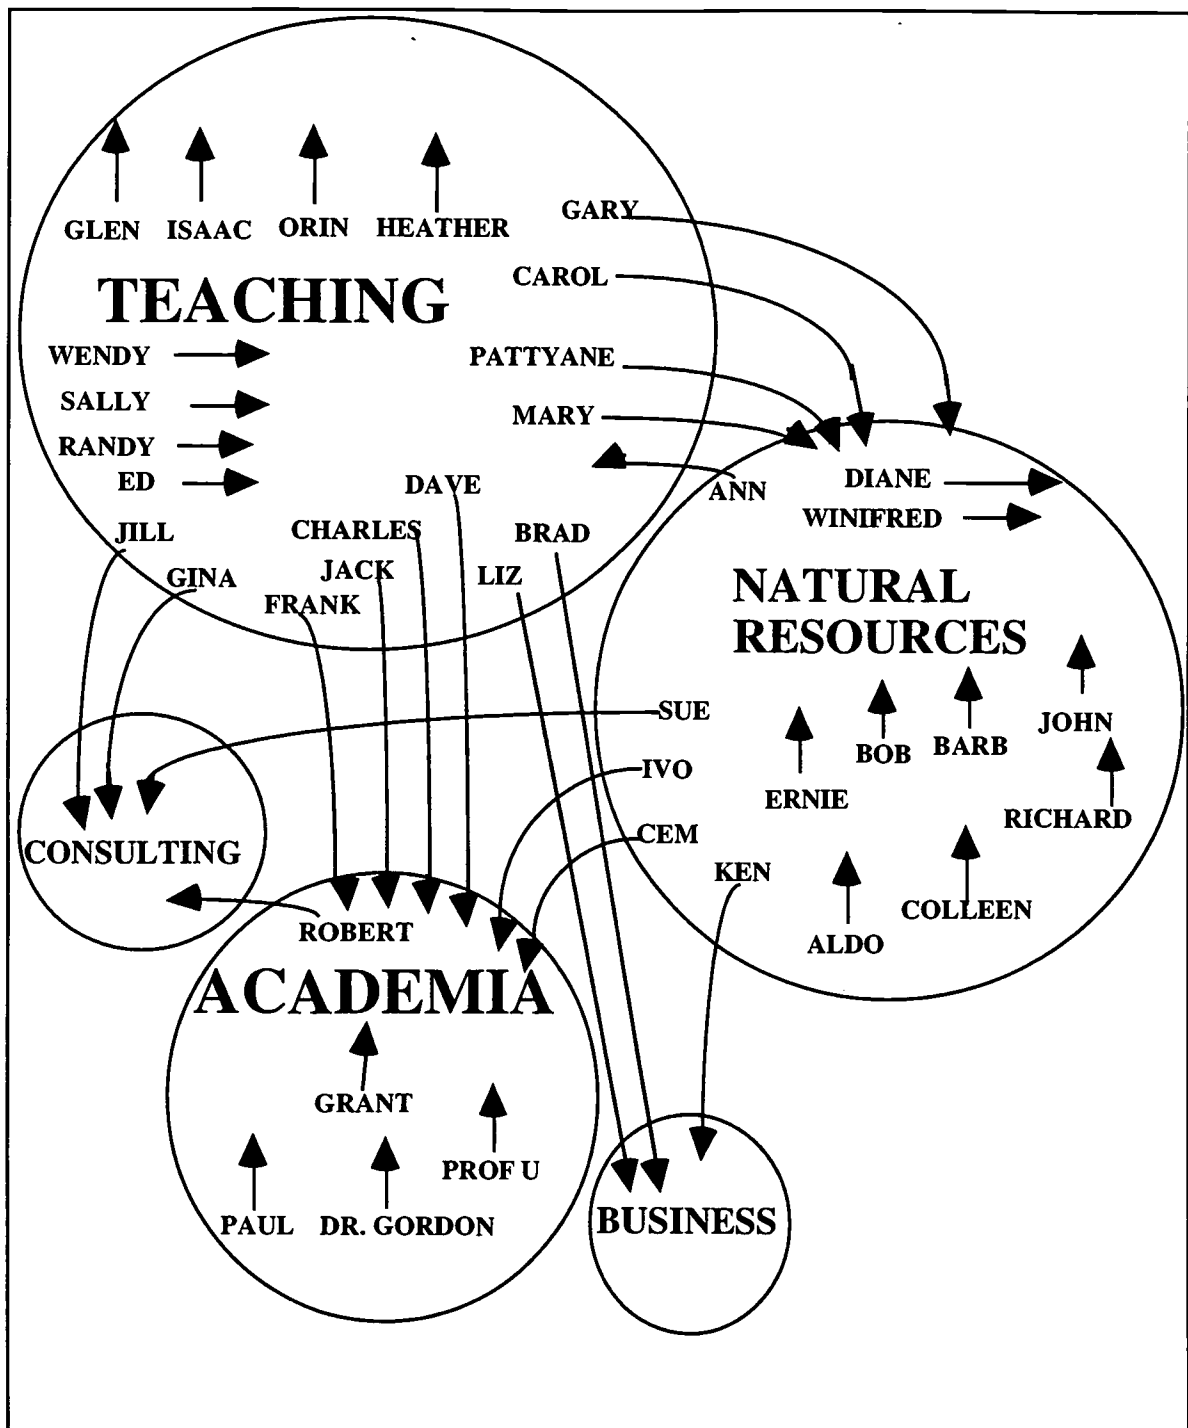 GLEN
ISAAC
ORIN
HEATHER
GARY
CAROL
TEACHING
WENDY
PATTYANE
SALLY
MARY
RANDY
ED
DAVE
ANN
DIANE
WINIFRED
JILL
CHARLES
BRAD
GINA
JACK
LIZ
FRANK
NATURAL
RESOURCES
SUE
JOHN
BOB
BARB
IVO
ERNIE
RICHARD
CEM
CONSULTING
KEN
COLLEEN
ROBERT
ALDO
ACADEMIA
GRANT
PROF U
PAUL
DR. GORDON
BUSINESS